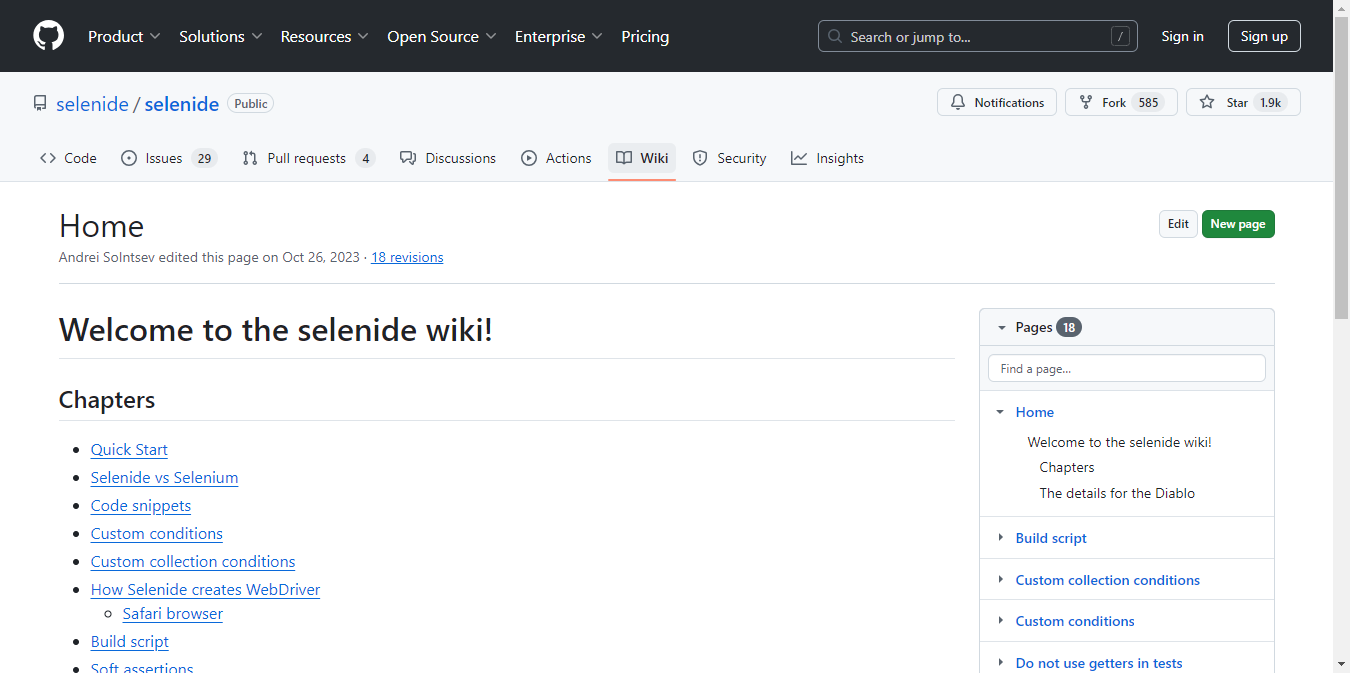 Product Solutions Resources Open Source Enterprise Pricing Search or jump to... / Sign in Sign up
selenide / selenide Public Notifications Fork 585 Star 1.9k
Code Issues 29 Pull requests 4 Discussions Actions Wiki Security Insights
Home Edit New page
Andrei Solntsev edited this page on Oct 26, 2023 · 18 revisions
Welcome to the selenide wiki!
Chapters
Quick Start
Selenide vs Selenium
Code snippets
Custom conditions
Custom collection conditions
How Selenide creates WebDriver
Safari browser
Build script
Soft assertions
Pages 18
Find a page...
Home
Welcome to the selenide wiki!
Chapters
The details for the Diablo
Build script
Custom collection conditions
Custom conditions
Do not use getters in tests